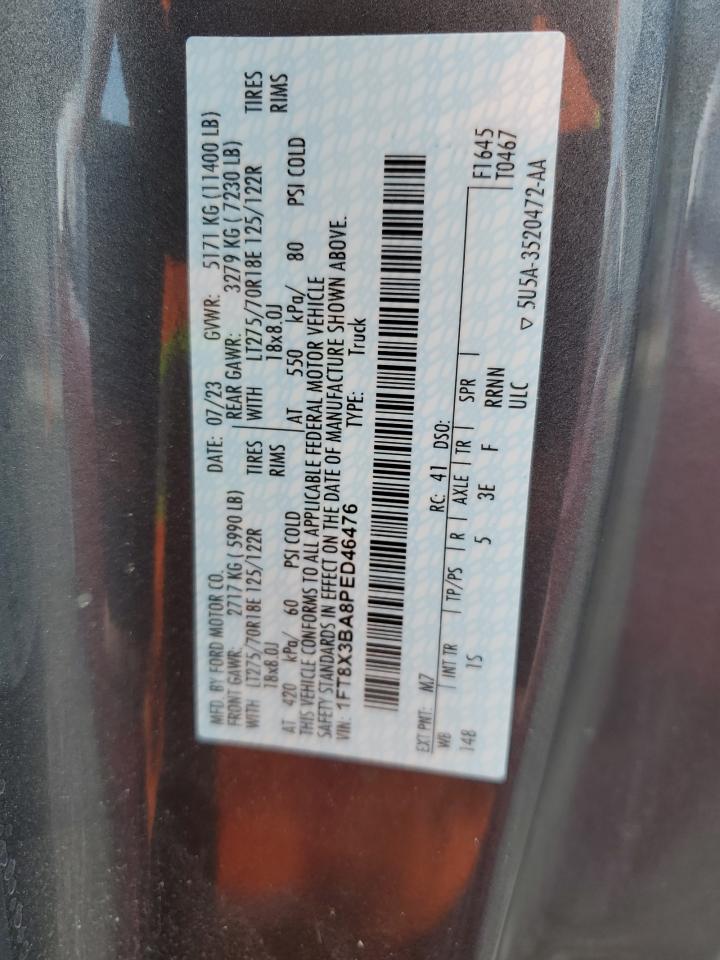 MFD. BY FORD MOTOR CO. DATE: 07/23 GVWR: 5171 KG (11400 LB)
FRONT GAWR: 2717 KG (5990 LB) REAR GAWR: 3279 KG (7230 LB)
WITH LT275/70R18E 125/122R TIRES WITH LT275/70R18E 125/122R TIRES
18x8.0J RIMS 18x8.0J RIMS
AT 420 kPa/ 60 PSI COLD AT 550 kPa/ 80 PSI COLD
THIS VEHICLE CONFORMS TO ALL APPLICABLE FEDERAL MOTOR VEHICLE
SAFETY STANDARDS IN EFFECT ON THE DATE OF MANUFACTURE SHOWN ABOVE.
VIN: 1FT8X3BA8PED46476 TYPE: Truck
EXT PNT: M7 RC: 41 DSO: F1645
WB INT TR TP/PS R AXLE TR SPR T0467
148 1S 5 3E F RRNN
ULC ▽ 5U5A-3520472-AA